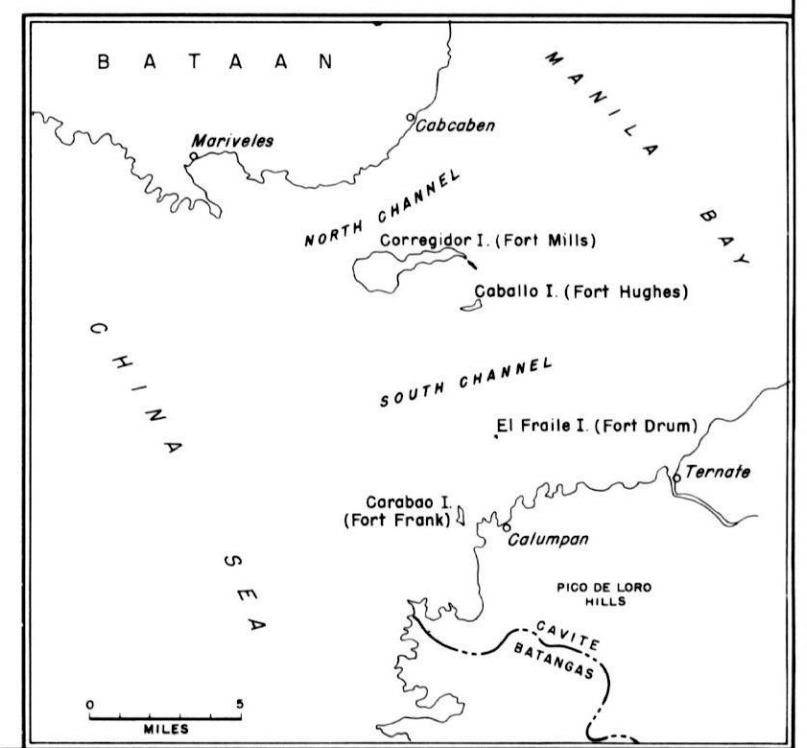 BATAAN
MANILA BAY
Cabcaben
Mariveles
NORTH CHANNEL
Corregidor I. (Fort Mills)
Caballo I. (Fort Hughes)
CHINA SEA
SOUTH CHANNEL
El Fraile I. (Fort Drum)
Ternate
Carabao I.
(Fort Frank)
Calumpan
PICO DE LORO
HILLS
CAVITE
BATANGAS
0 5
MILES